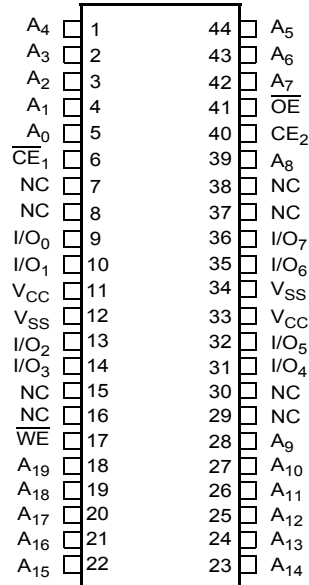 A4 1 44 A5
A3 2 43 A6
A2 3 42 A7
A1 4 41 O̅E̅
A0 5 40 CE2
C̅E̅1 6 39 A8
NC 7 38 NC
NC 8 37 NC
I/O0 9 36 I/O7
I/O1 10 35 I/O6
VCC 11 34 VSS
VSS 12 33 VCC
I/O2 13 32 I/O5
I/O3 14 31 I/O4
NC 15 30 NC
NC 16 29 NC
W̅E̅ 17 28 A9
A19 18 27 A10
A18 19 26 A11
A17 20 25 A12
A16 21 24 A13
A15 22 23 A14